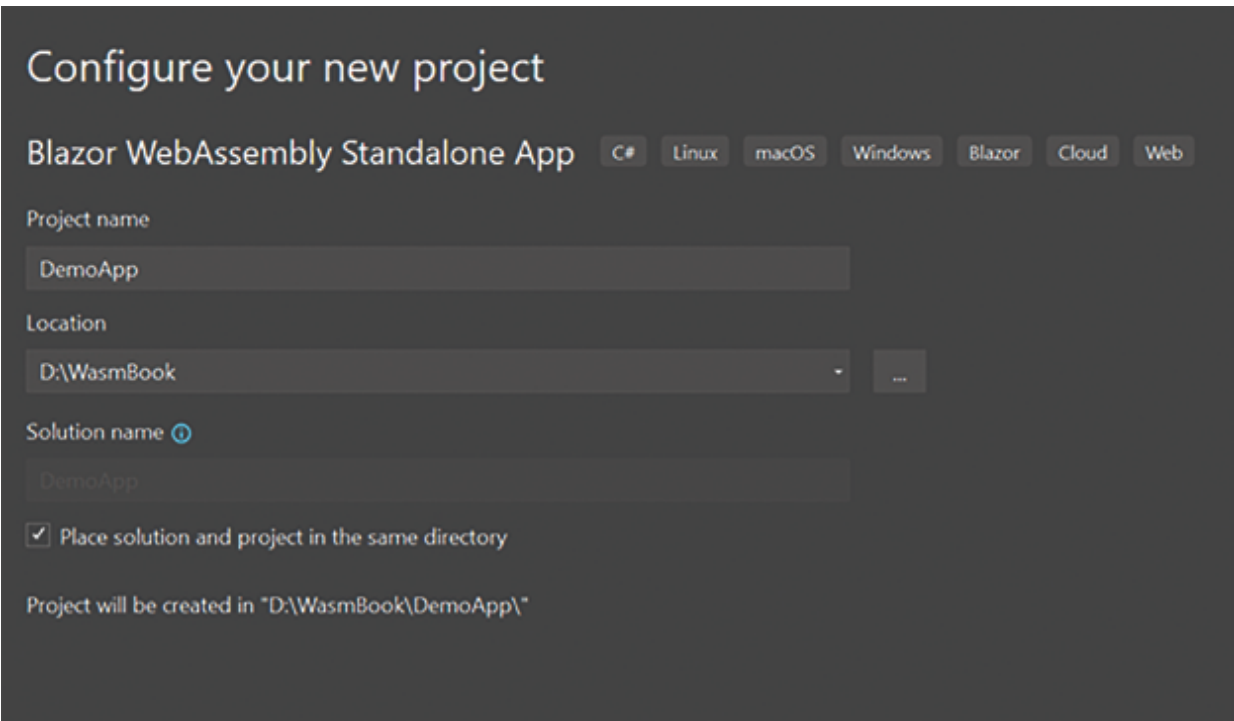 Configure your new project
Blazor WebAssembly Standalone App C# Linux macOS Windows Blazor Cloud Web
Project name
DemoApp
Location
D:\WasmBook
...
Solution name
DemoApp
Place solution and project in the same directory
Project will be created in "D:\WasmBook\DemoApp\"